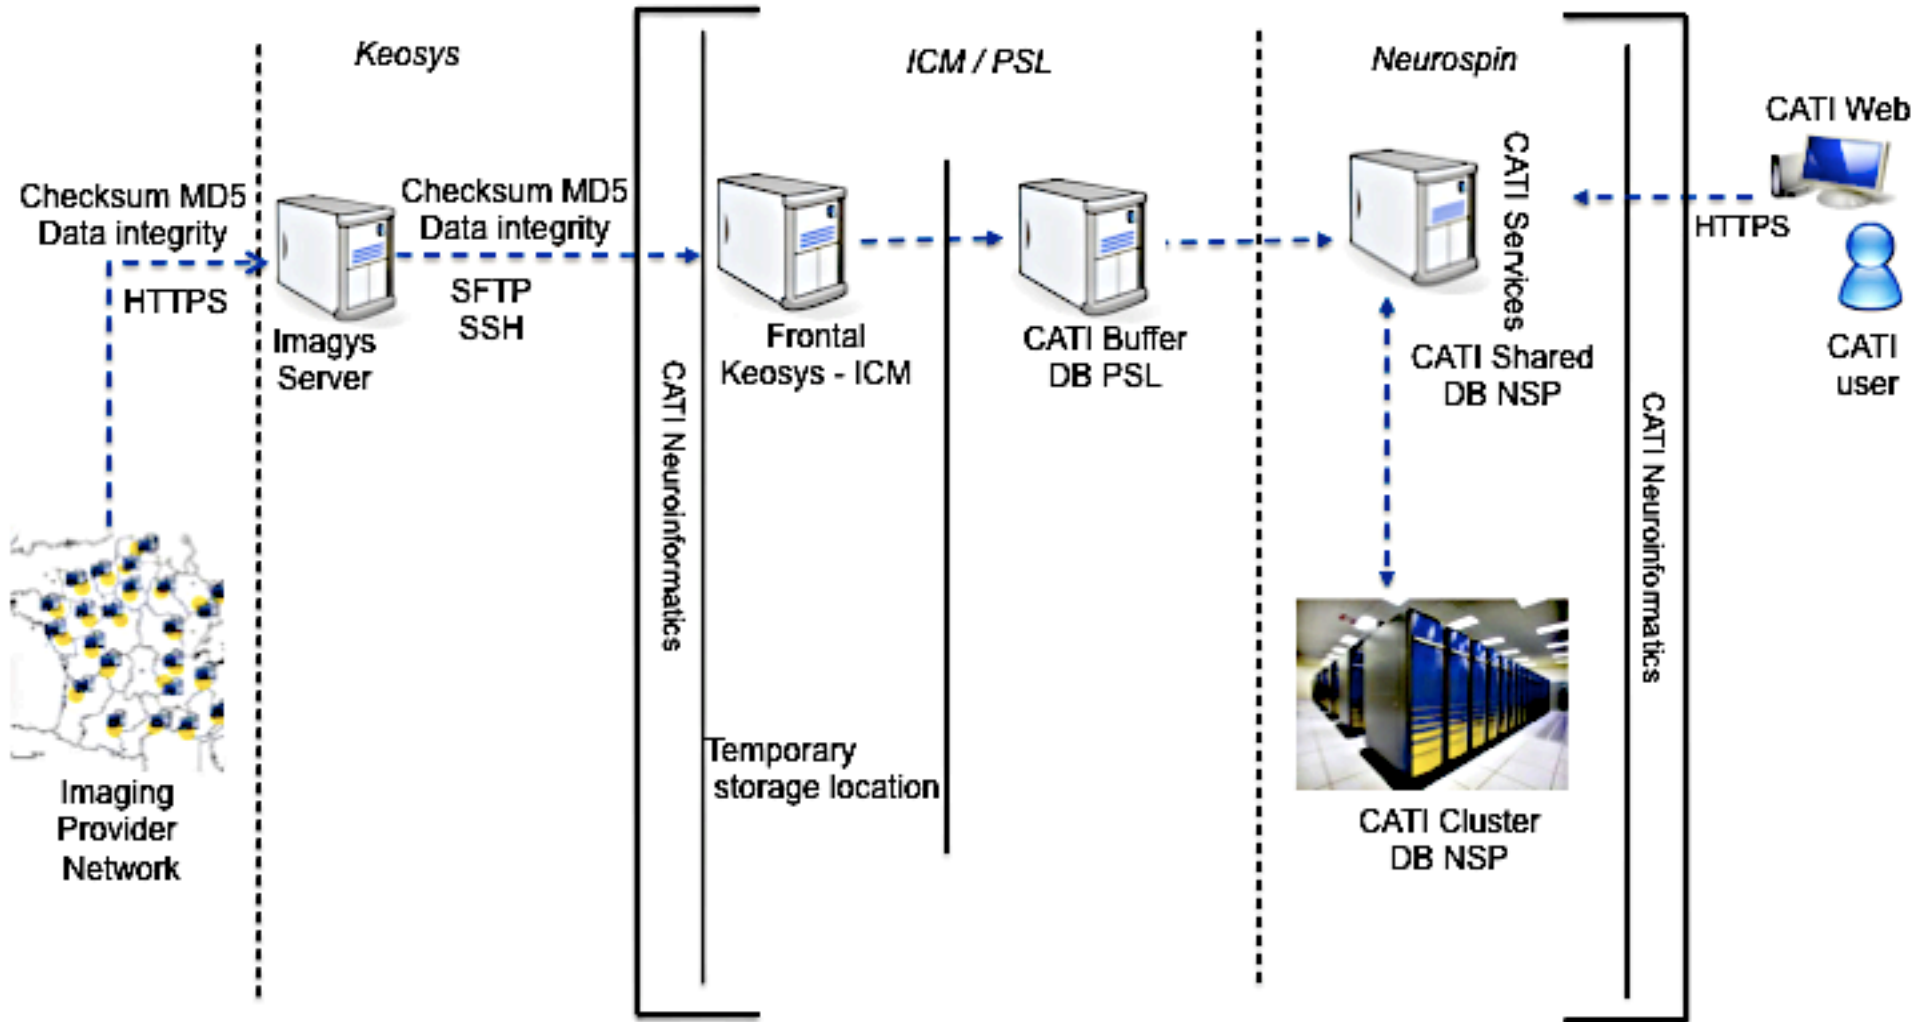 Keosys
ICM / PSL
Neurospin
CATI Web
Checksum MD5
Data integrity
HTTPS
Checksum MD5
Data integrity
SFTP
SSH
Imagys
Server
CATI Neuroinformatics
Frontal
Keosys - ICM
CATI Buffer
DB PSL
CATI Services
CATI Shared
DB NSP
HTTPS
CATI
user
CATI Neuroinformatics
Temporary
storage location
Imaging
Provider
Network
CATI Cluster
DB NSP